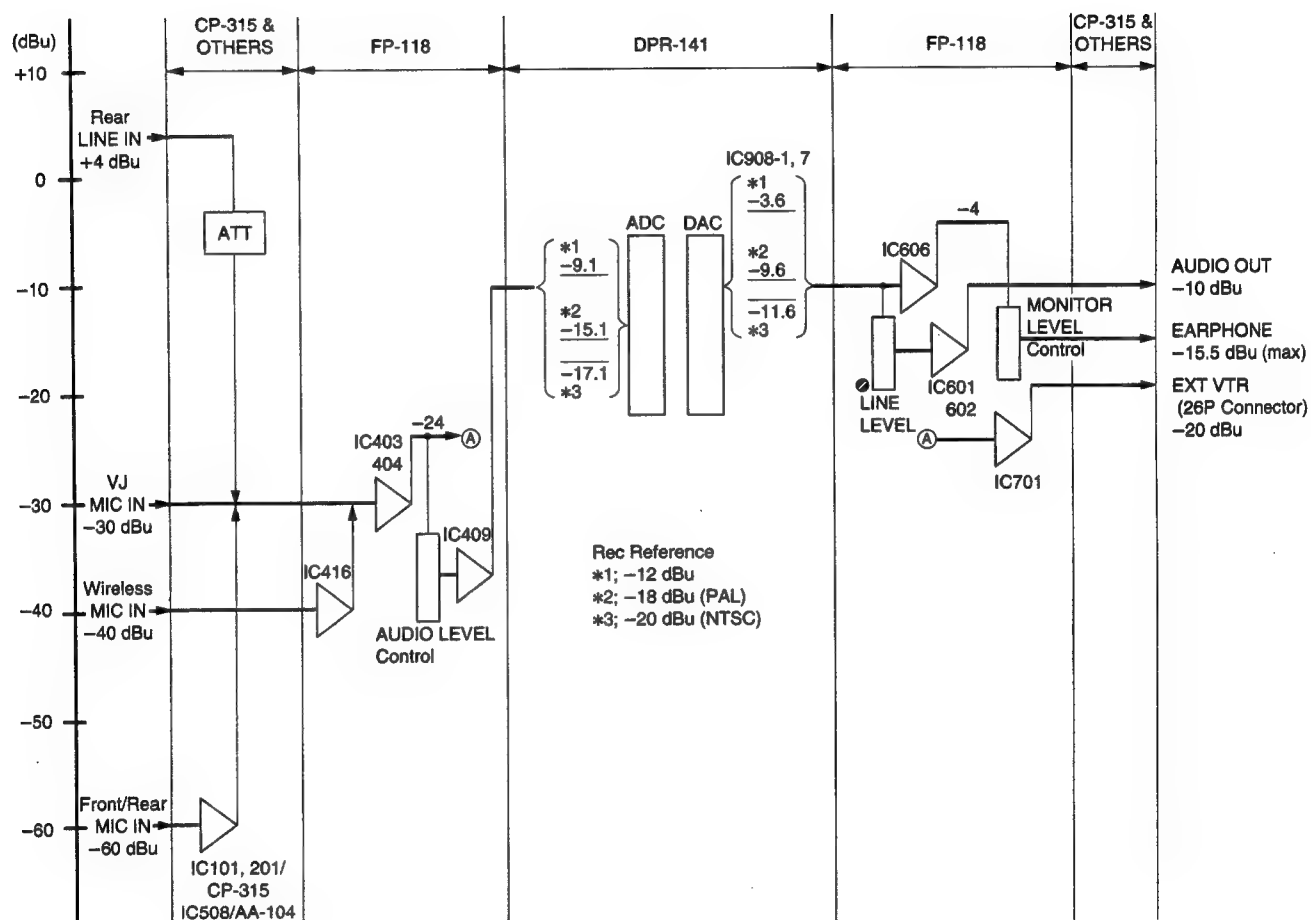 CP-315 &
OTHERS
FP-118
DPR-141
FP-118
CP-315 &
OTHERS
(dBu)
+10
0
−10
−20
−30
−40
−50
−60
Rear
LINE IN
+4 dBu
ATT
VJ
MIC IN
−30 dBu
Wireless
MIC IN
−40 dBu
Front/Rear
MIC IN
−60 dBu
IC101, 201/
CP-315
IC508/AA-104
IC416
IC403
404
−24
A
IC409
AUDIO LEVEL
Control
*1
−9.1
*2
−15.1
−17.1
*3
ADC
DAC
IC908-1, 7
*1
−3.6
*2
−9.6
−11.6
*3
Rec Reference
*1; −12 dBu
*2; −18 dBu (PAL)
*3; −20 dBu (NTSC)
IC606
−4
LINE
LEVEL
IC601
602
A
IC701
MONITOR
LEVEL
Control
AUDIO OUT
−10 dBu
EARPHONE
−15.5 dBu (max)
EXT VTR
(26P Connector)
−20 dBu